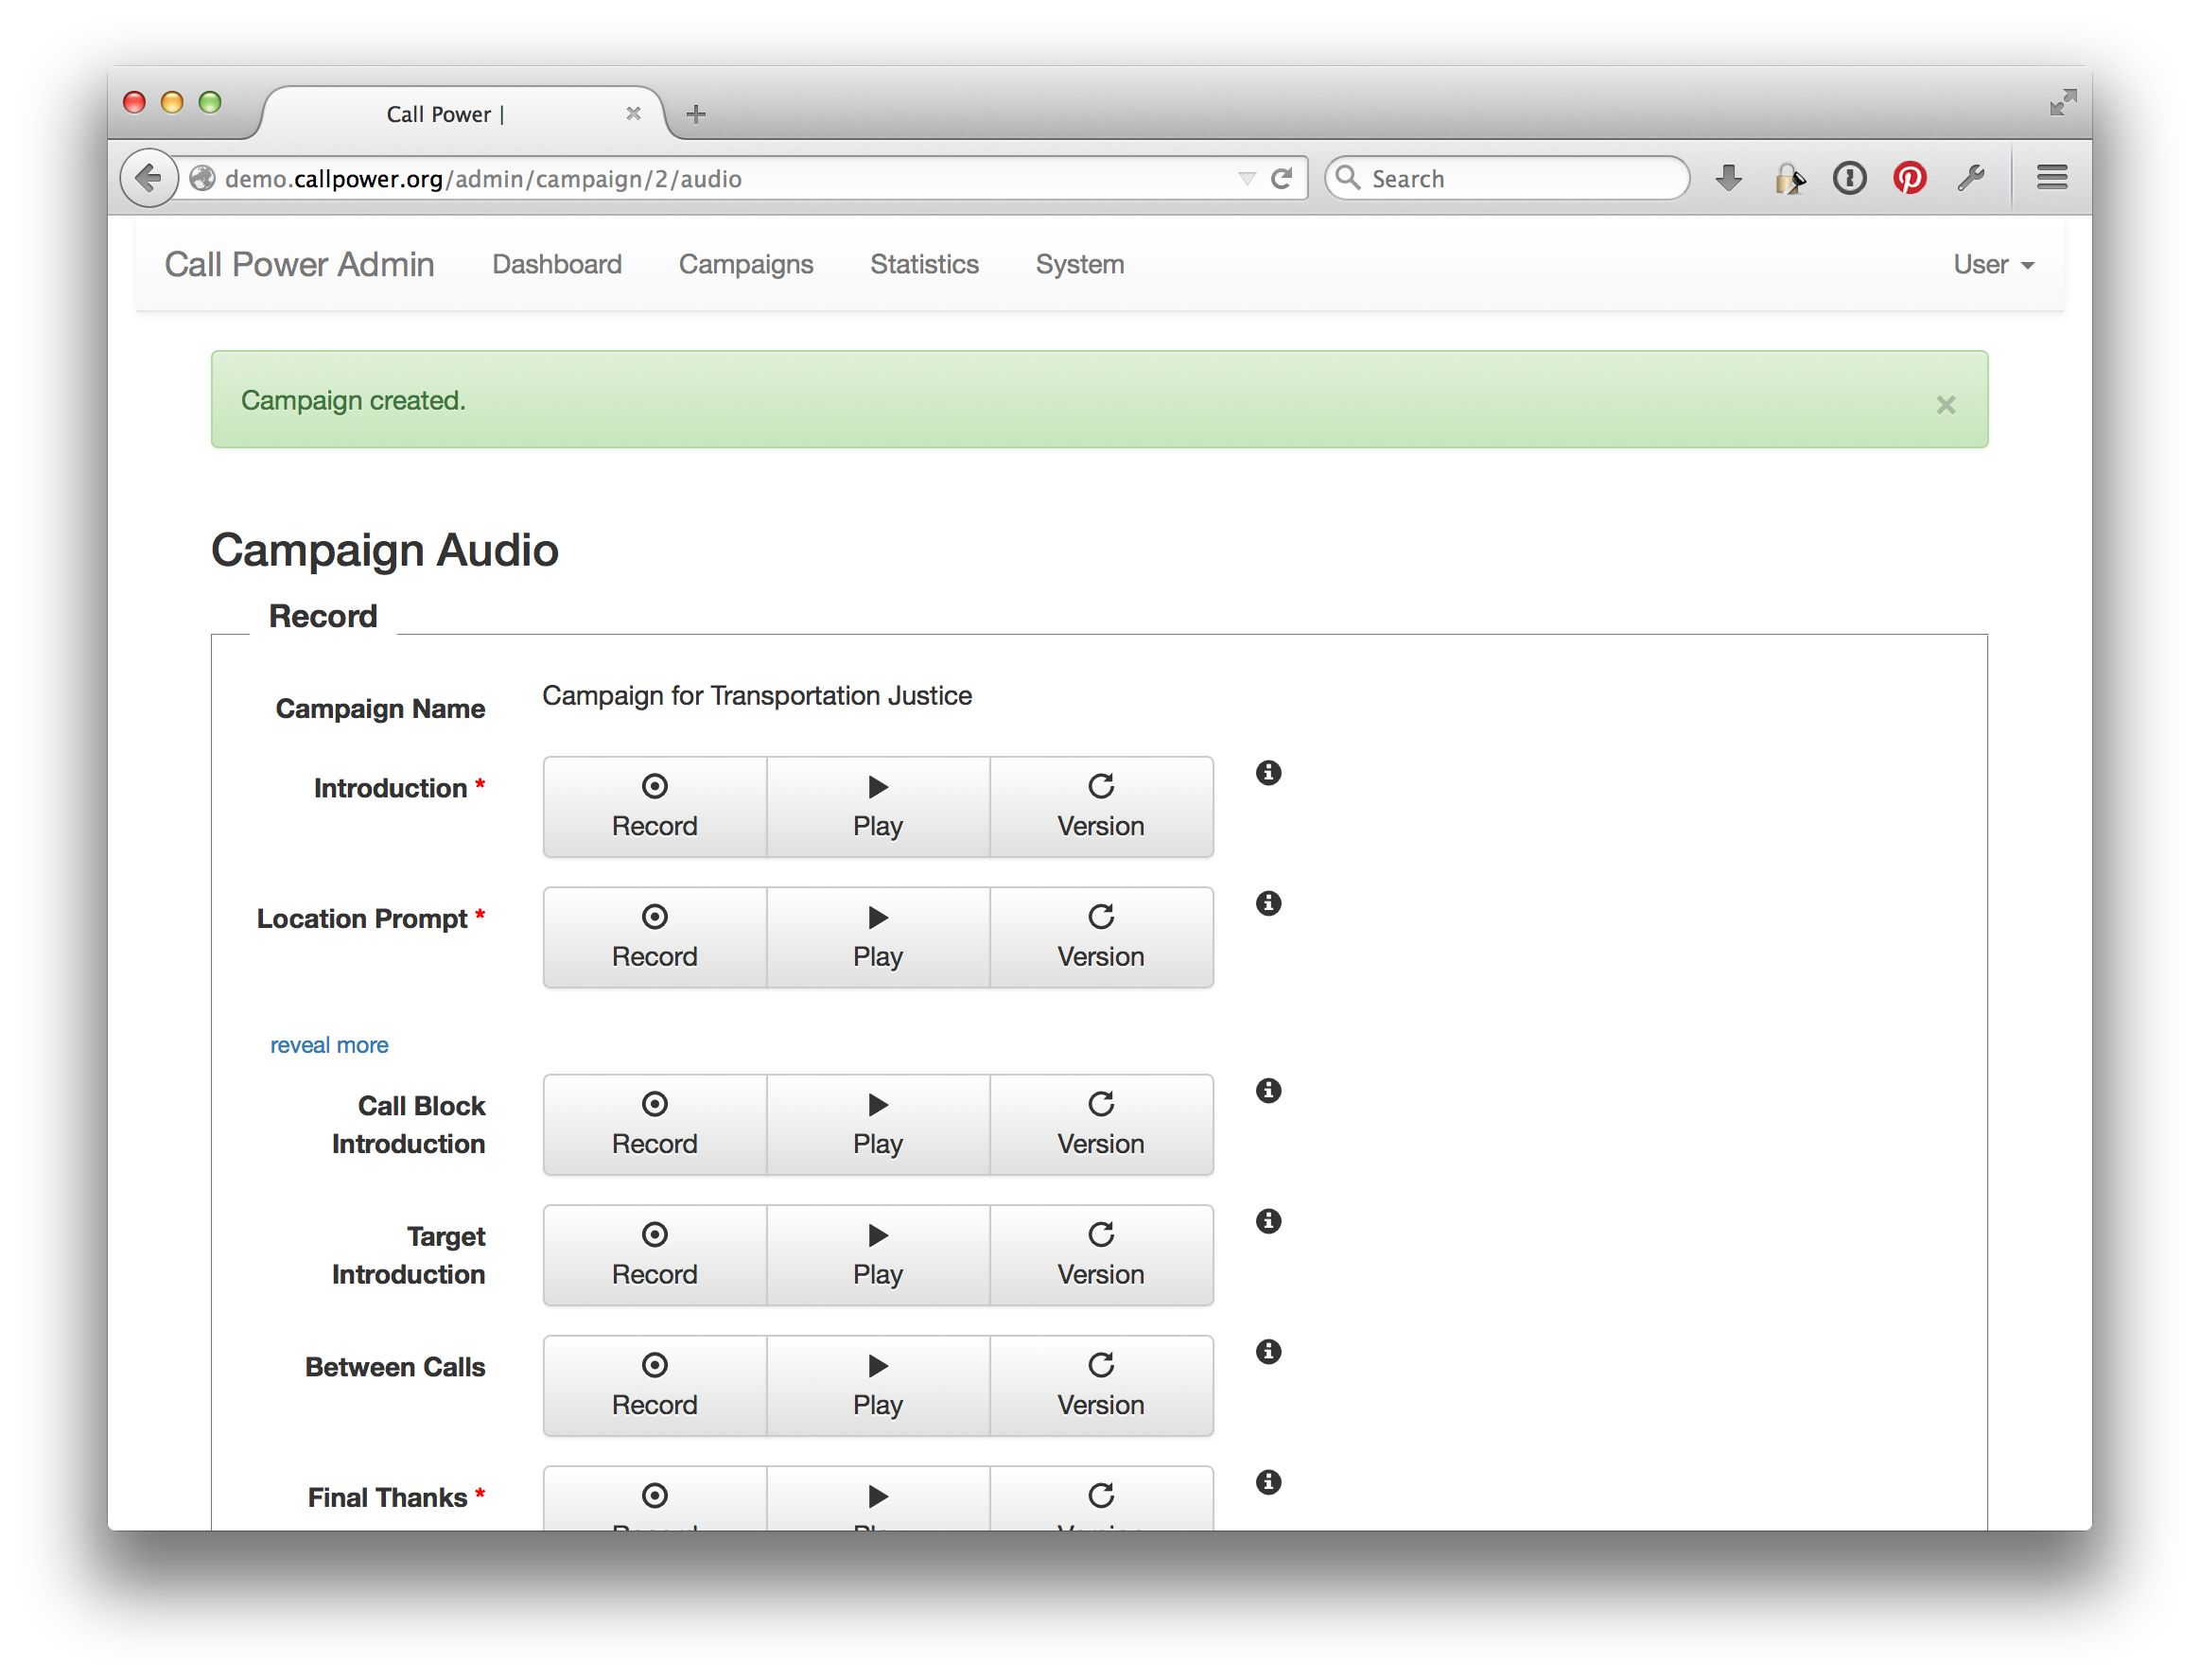 Call Power |
demo.callpower.org/admin/campaign/2/audio
Search
Call Power Admin Dashboard Campaigns Statistics System User
Campaign created.
Campaign Audio
Record
Campaign Name Campaign for Transportation Justice
Introduction * Record Play Version
Location Prompt * Record Play Version
reveal more
Call Block
Introduction
Record Play Version
Target
Introduction
Record Play Version
Between Calls Record Play Version
Final Thanks *
Record Play Version